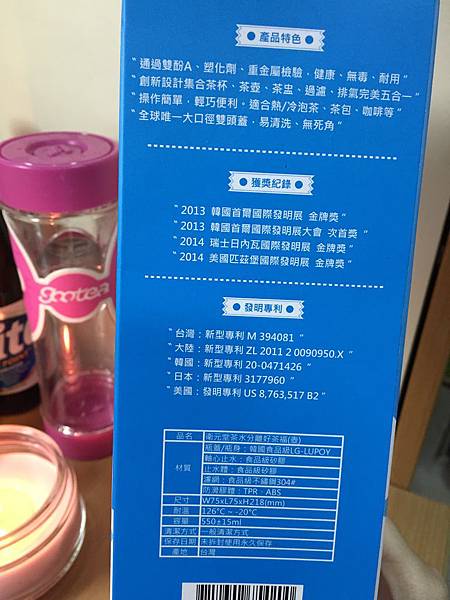 產品特色
“通過雙酚A、塑化劑、重金屬檢驗，健康、無毒、耐用”
“創新設計集合茶杯、茶壺、茶盅、過濾、排氣完美五合一”
“操作簡單，輕巧便利。適合熱/冷泡茶、茶包、咖啡等”
“全球唯一大口徑雙頭蓋，易清洗、無死角”
獲獎紀錄
“2013 韓國首爾國際發明展 金牌獎”
“2013 韓國首爾國際發明展大會 次首獎”
“2014 瑞士日內瓦國際發明展 金牌獎”
“2014 美國匹茲堡國際發明展 金牌獎”
發明專利
“台灣：新型專利 M 394081 ”
“大陸：新型專利 ZL 2011 2 0090950.X ”
“韓國：新型專利 20-0471426 ”
“日本：新型專利 3177960 ”
“美國：發明專利 US 8,763,517 B2 ”
品名 衛元堂茶水分離好茶福(壺)
材質 瓶蓋/瓶身：韓國食品級LG-LUPOY
軸心止水：食品級矽膠
止水體：食品級矽膠
濾網：食品級不鏽鋼304#
防滑膠體：TPR、ABS
尺寸 W75xL75xH218(mm)
耐溫 126°C ~ -20°C
容量 550±15ml
清潔方式 一般清潔方式
保存日期 未拆封使用永久保存
產地 台灣
gootea